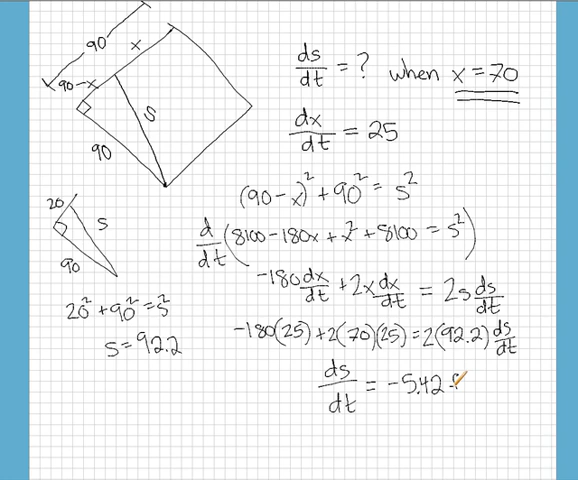 90
x
90-x
S
90
ds/dt = ? when x = 70
dx/dt = 25
(90-x)² + 90² = s²
d/dt (8100 - 180x + x² + 8100 = s²)
-180 dx/dt + 2x dx/dt = 2s ds/dt
-180(25) + 2(70)(25) = 2(92.2) ds/dt
ds/dt = -5.42
20
S
90
20² + 90² = s²
s = 92.2